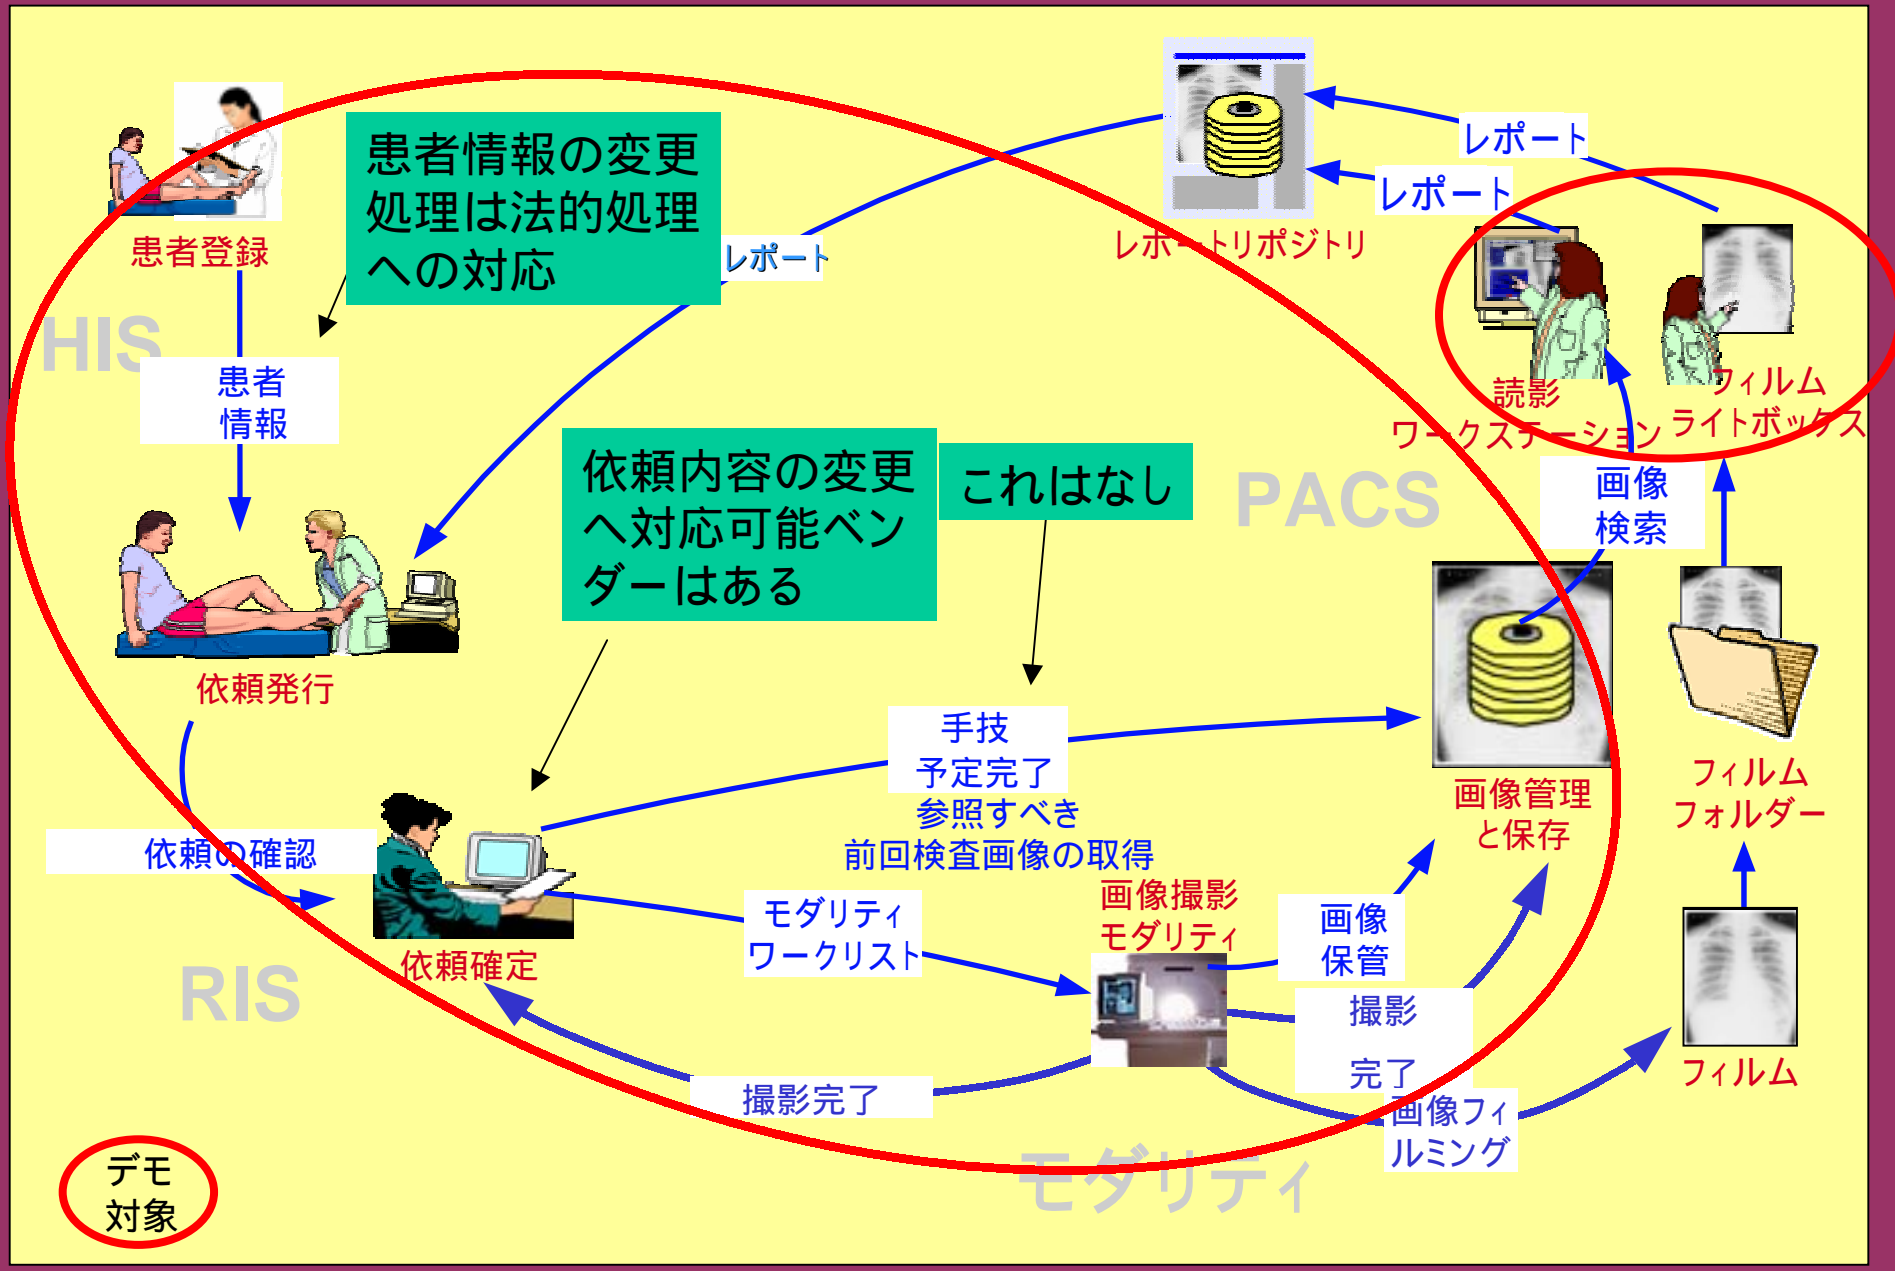 患者情報の変更
処理は法的処理
への対応
患者登録
HIS
患者
情報
レポート
レポートリポジトリ
レポート
レポート
読影
ワークステーション
フィルム
ライトボックス
依頼内容の変更
へ対応可能ベン
ダーはある
これはなし
PACS
画像
検索
依頼発行
手技
予定完了
参照すべき
前回検査画像の取得
画像管理
と保存
フィルム
フォルダー
依頼の確認
依頼確定
RIS
モダリティ
ワークリスト
画像撮影
モダリティ
画像
保管
撮影
完了
撮影完了
画像フィ
ルミング
フィルム
モダリティ
デモ
対象